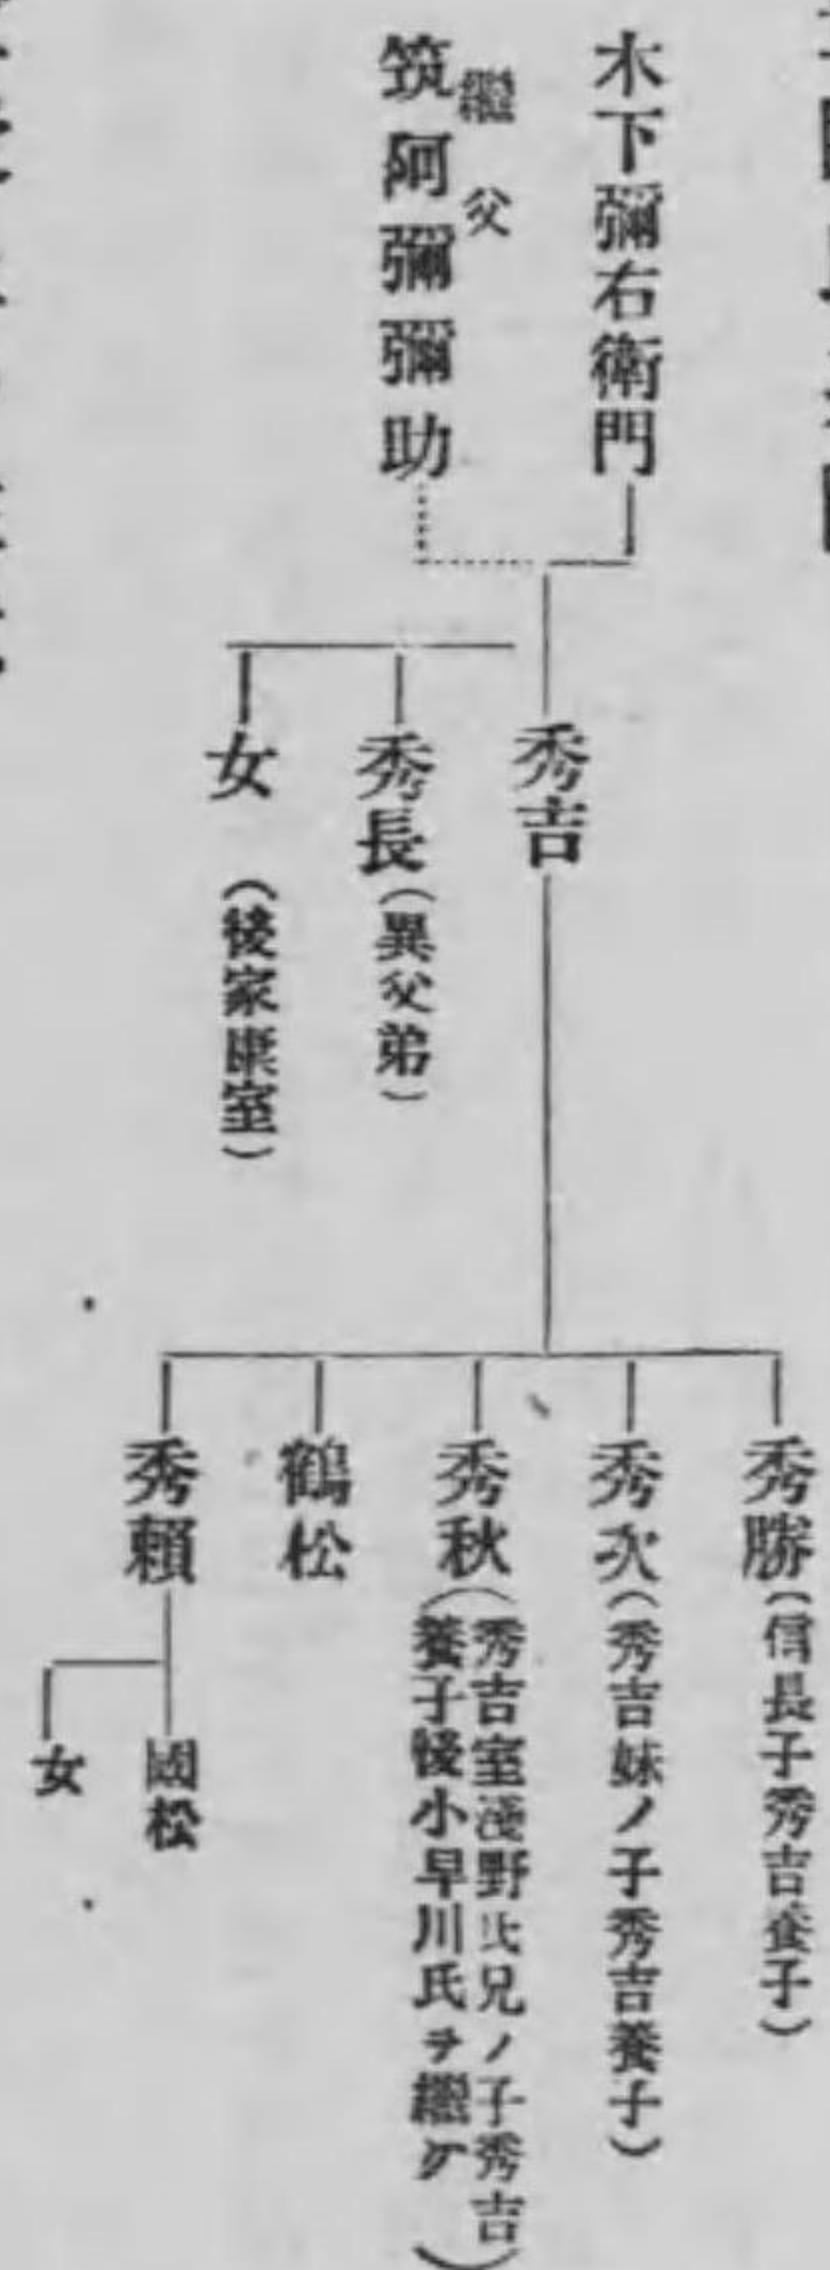 木下彌右衛門
繼父
筑阿彌彌助
秀吉
秀長(異父弟)
女(後家康室)
秀勝(信長子秀吉養子)
秀次(秀吉妹ノ子秀吉養子)
秀秋(秀吉室淺野氏兄ノ子秀吉
養子後小早川氏ヲ繼グ)
鶴松
秀賴
國松
女